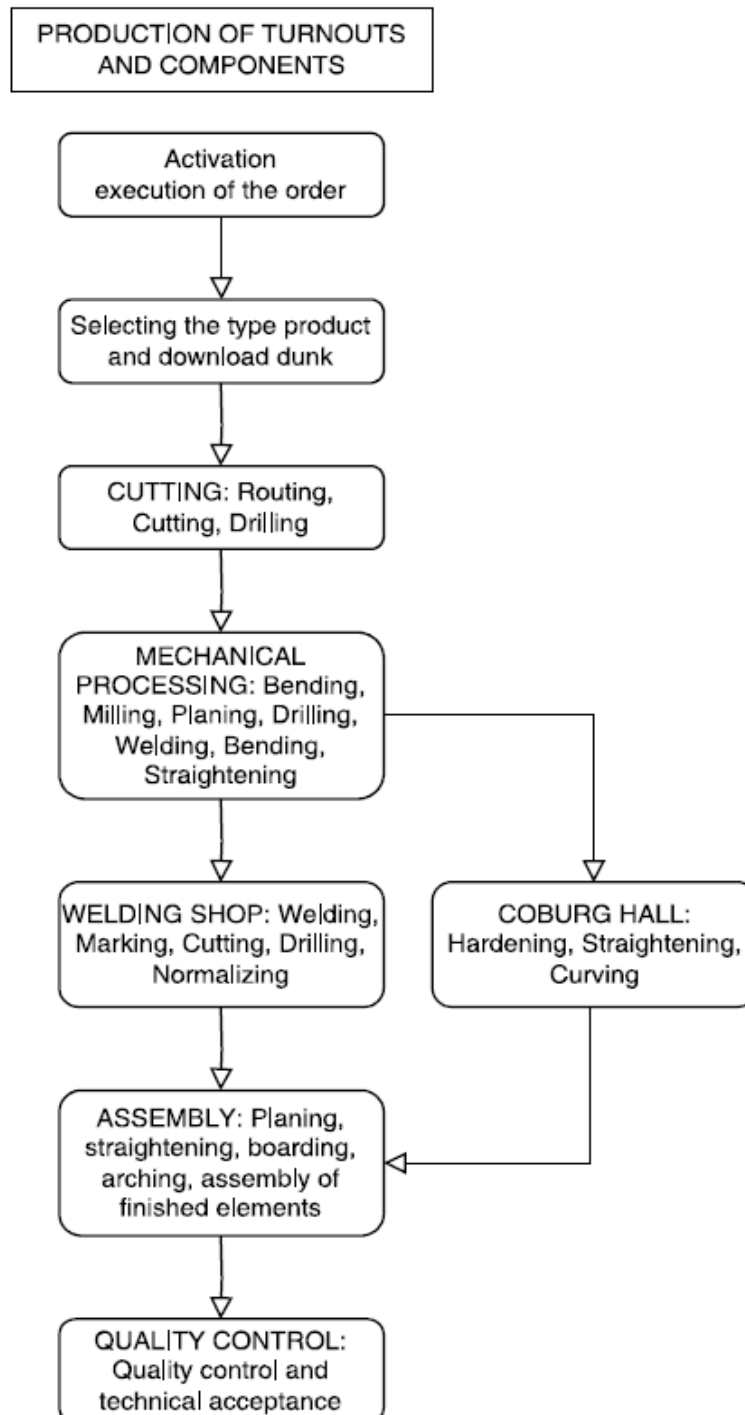 PRODUCTION OF TURNOUTS
AND COMPONENTS
Activation
execution of the order
Selecting the type product
and download dunk
CUTTING: Routing,
Cutting, Drilling
MECHANICAL
PROCESSING: Bending,
Milling, Planing, Drilling,
Welding, Bending,
Straightening
WELDING SHOP: Welding,
Marking, Cutting, Drilling,
Normalizing
COBURG HALL:
Hardening, Straightening,
Curving
ASSEMBLY: Planing,
straightening, boarding,
arching, assembly of
finished elements
QUALITY CONTROL:
Quality control and
technical acceptance